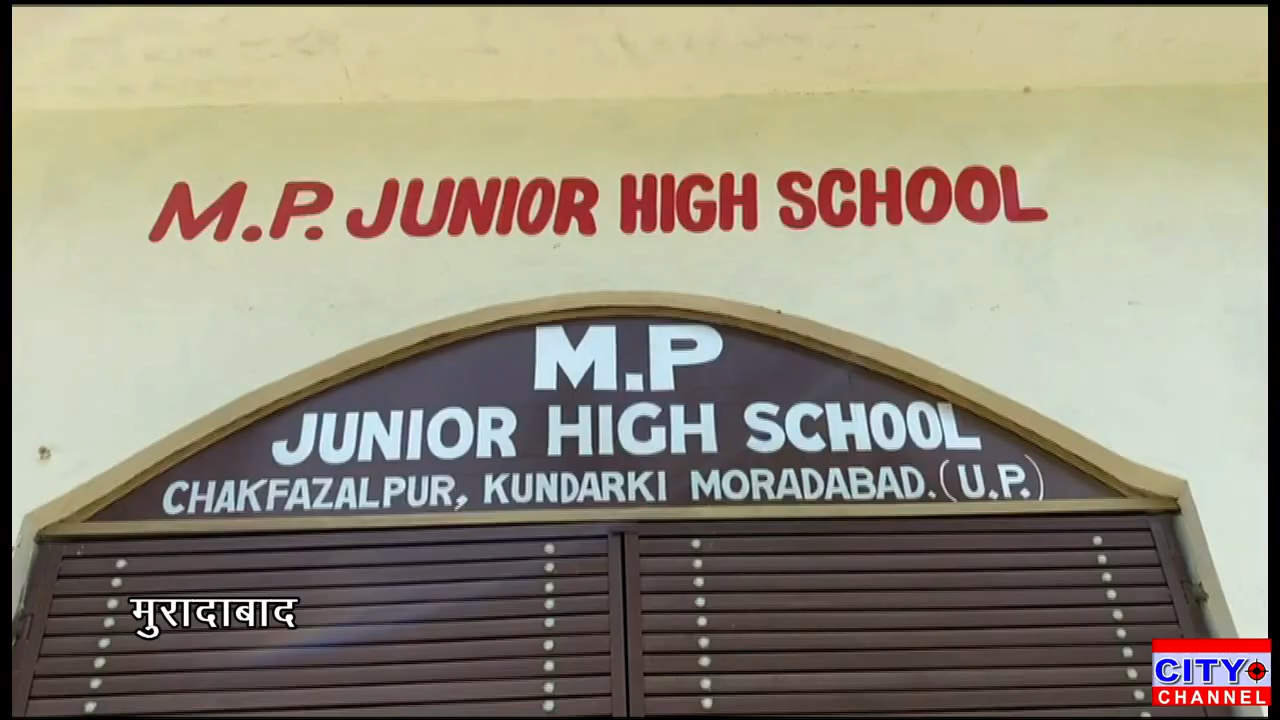 M.P. JUNIOR HIGH SCHOOL
M.P
JUNIOR HIGH SCHOOL
CHAKFAZALPUR, KUNDARKI MORADABAD. (U.P.)
मुरादाबाद
CITY
CHANNEL